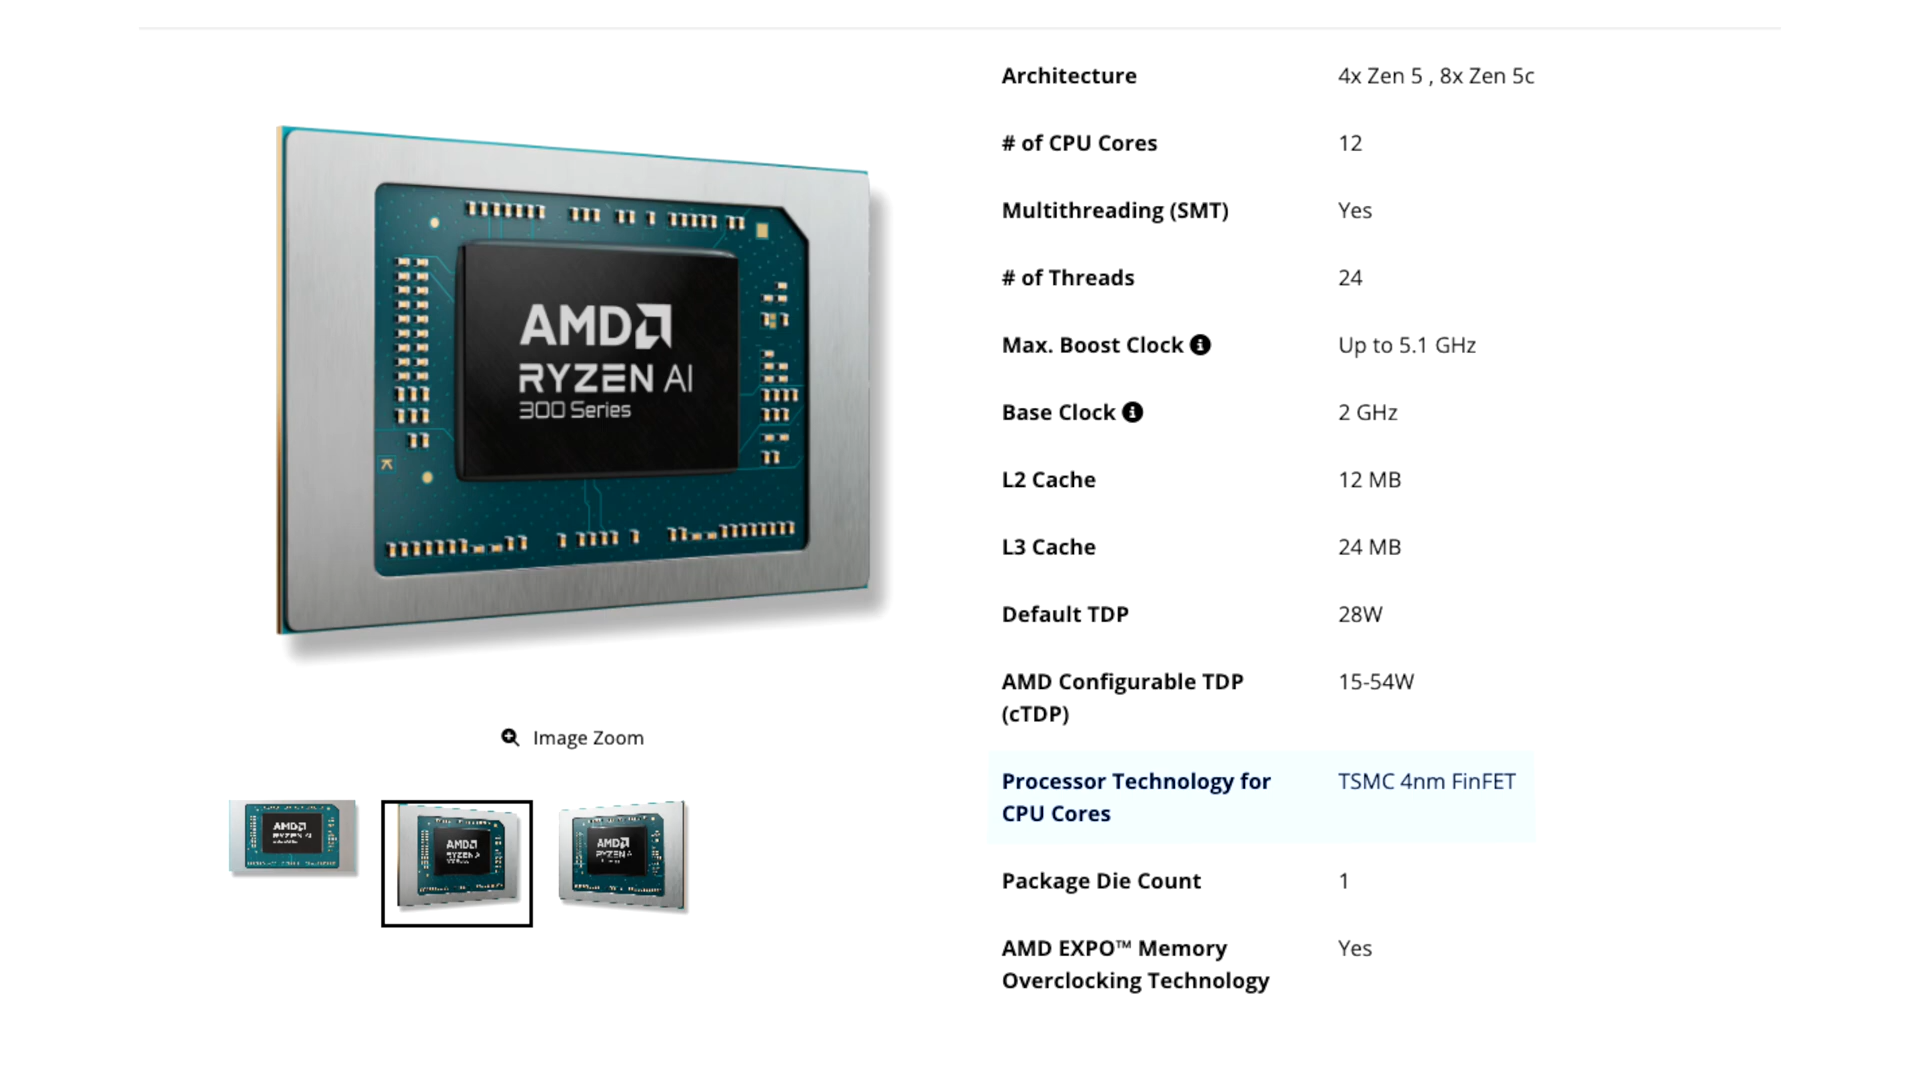 AMD
RYZEN AI
300 Series
Image Zoom
AMD
AMD
AMD
Architecture 4x Zen 5 , 8x Zen 5c
# of CPU Cores 12
Multithreading (SMT) Yes
# of Threads 24
Max. Boost Clock Up to 5.1 GHz
Base Clock 2 GHz
L2 Cache 12 MB
L3 Cache 24 MB
Default TDP 28W
AMD Configurable TDP 15-54W
(cTDP)
Processor Technology for TSMC 4nm FinFET
CPU Cores
Package Die Count 1
AMD EXPO™ Memory Yes
Overclocking Technology